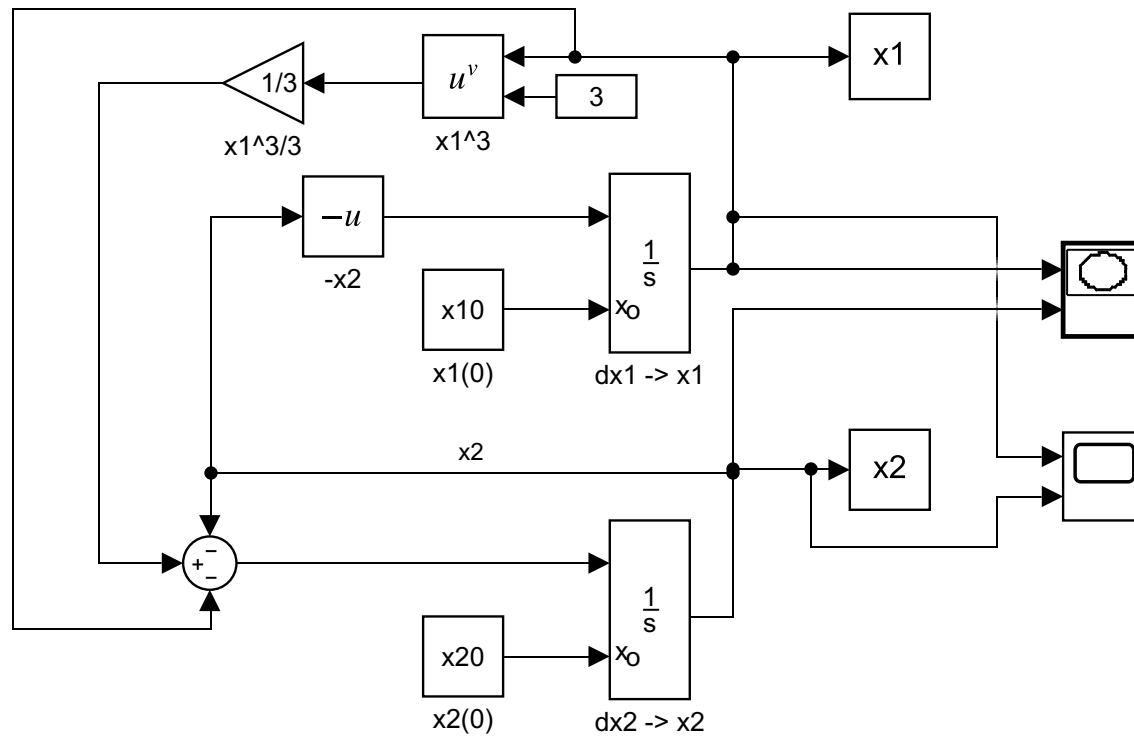 x1
1/3
u^v
3
x1^3/3
x1^3
−u
1
s
-x2
x10
xo
x1(0)
dx1 -> x1
x2
x2
−
+
−
1
s
x20
xo
x2(0)
dx2 -> x2